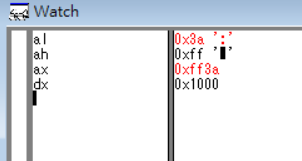 Watch
al 0x3a ':'
ah 0xff '█'
ax 0xff3a
dx 0x1000